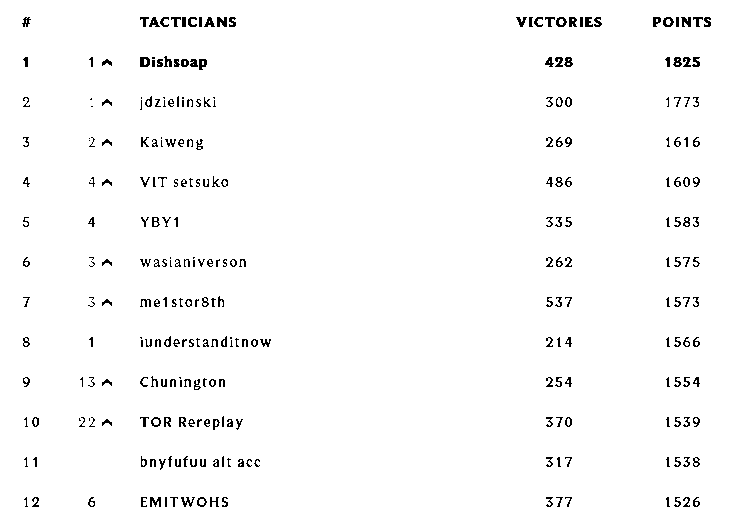 # TACTICIANS VICTORIES POINTS
1 1 Dishsoap 428 1825
2 1 jdzielinski 300 1773
3 2 Kaiweng 269 1616
4 4 VIT setsuko 486 1609
5 4 YBY1 335 1583
6 3 wasianiverson 262 1575
7 3 me1stor8th 537 1573
8 1 iunderstanditnow 214 1566
9 13 Chunington 254 1554
10 22 TOR Rereplay 370 1539
11 bnyfufuu alt acc 317 1538
12 6 EMITWOHS 377 1526